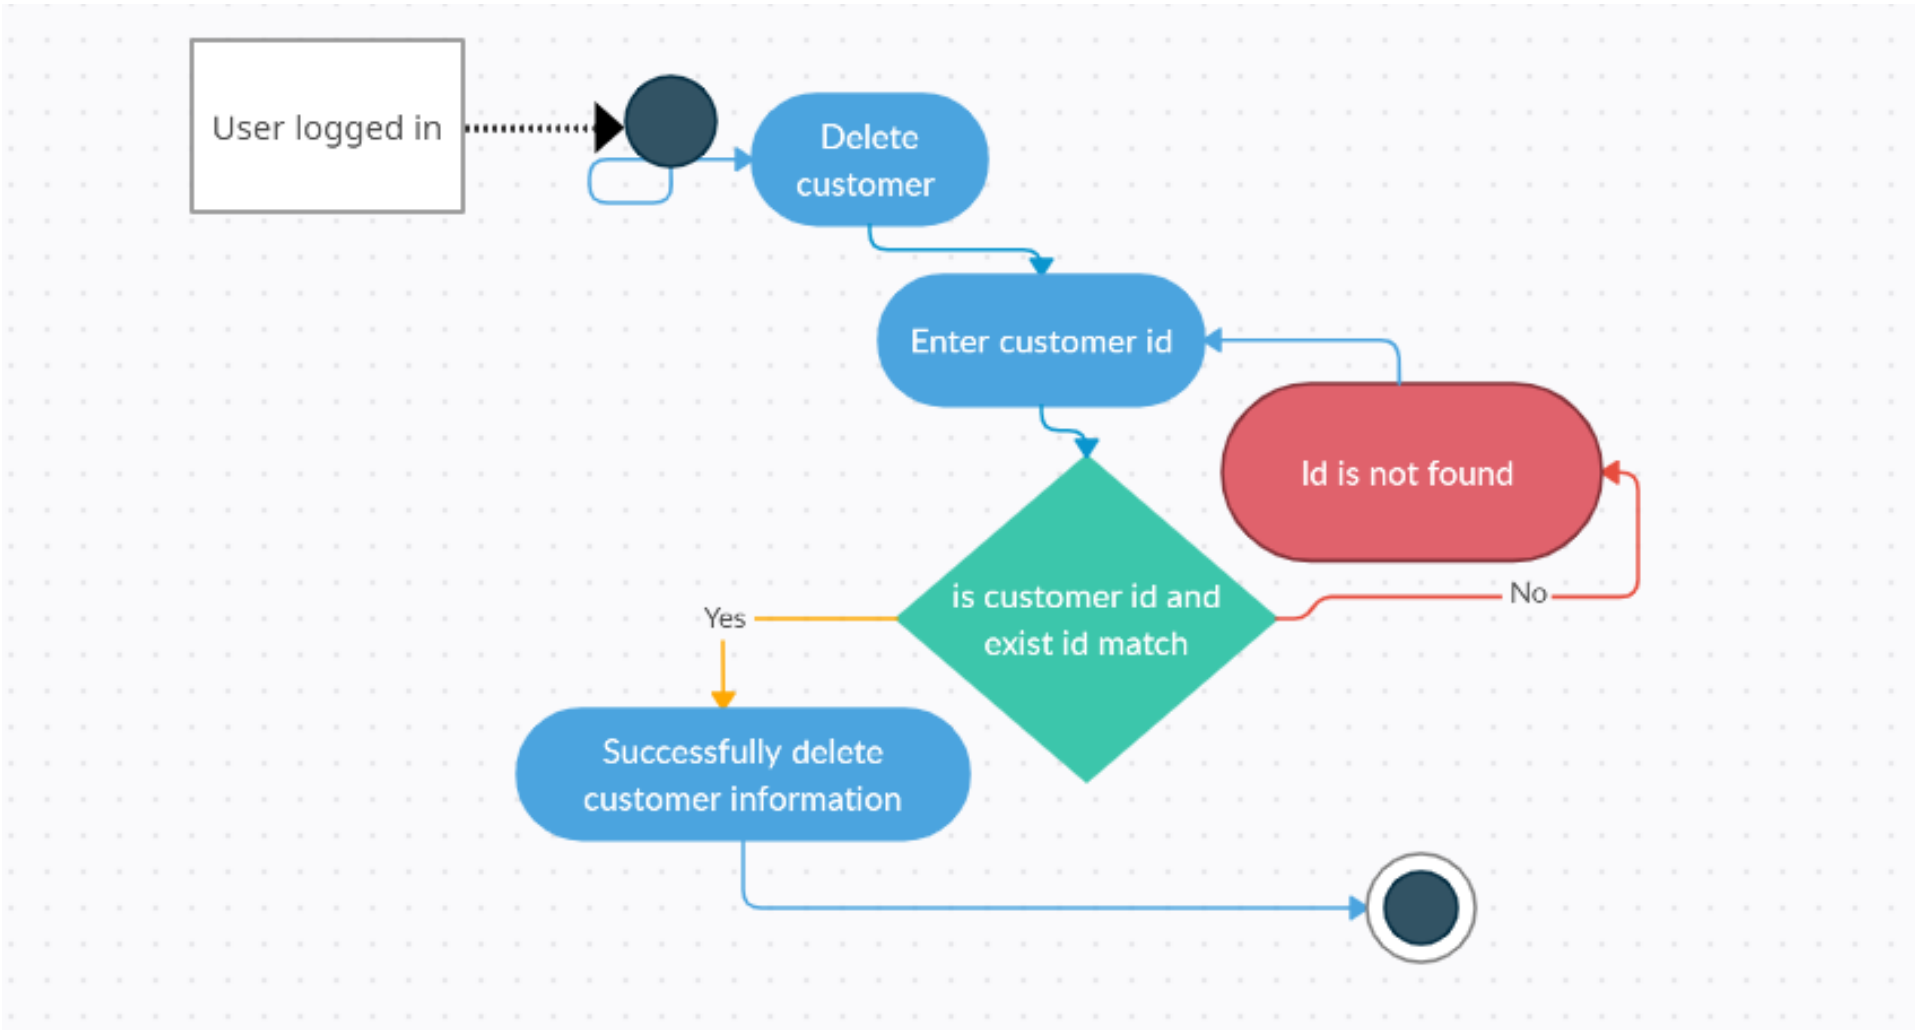 User logged in
Delete
customer
Enter customer id
Id is not found
is customer id and
exist id match
No
Yes
Successfully delete
customer information